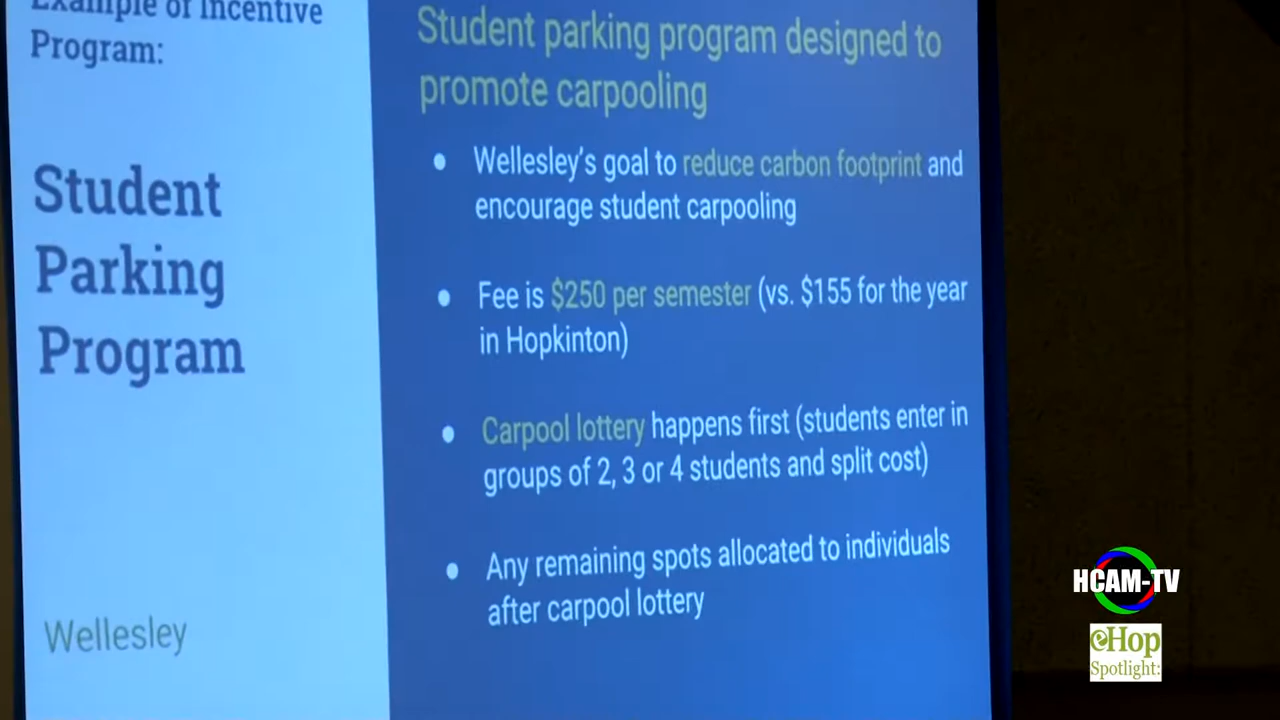 Example of Incentive
Program:
Student
Parking
Program
Wellesley
Student parking program designed to
promote carpooling
• Wellesley's goal to reduce carbon footprint and
encourage student carpooling
• Fee is $250 per semester (vs. $155 for the year
in Hopkinton)
• Carpool lottery happens first (students enter in
groups of 2, 3 or 4 students and split cost)
• Any remaining spots allocated to individuals
after carpool lottery
HCAM-TV
eHop
Spotlight: